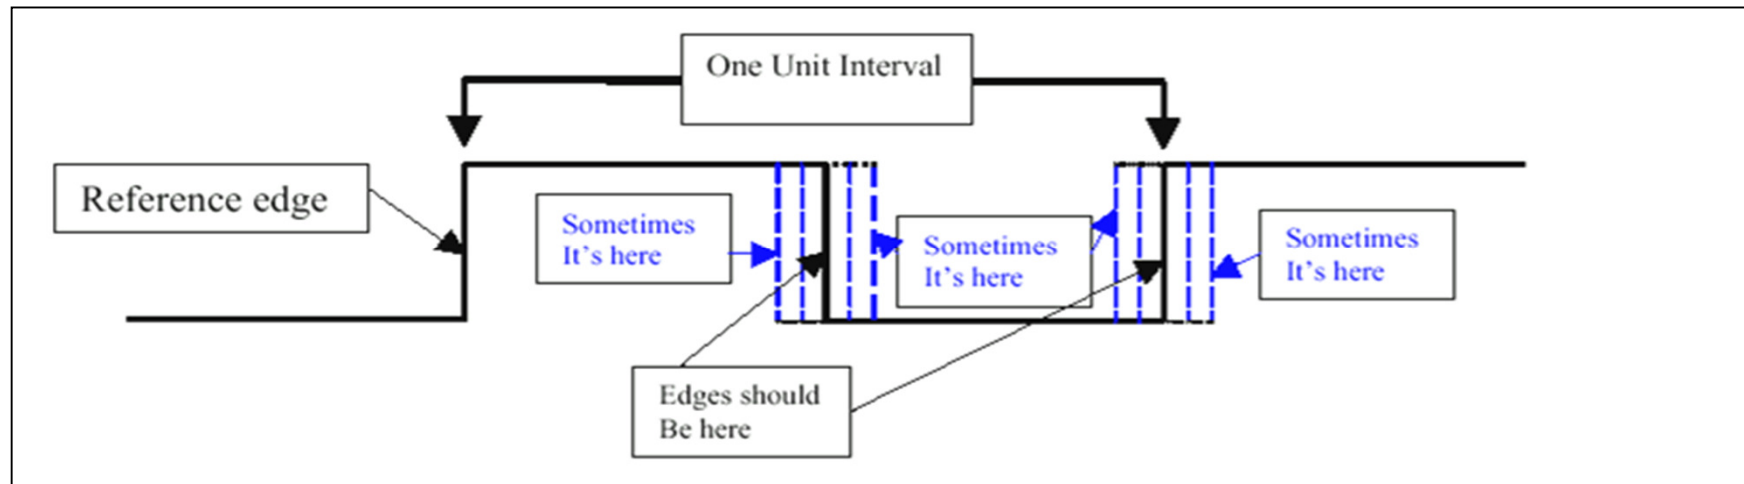 One Unit Interval
Reference edge
Sometimes
It's here
Sometimes
It's here
Sometimes
It's here
Edges should
Be here